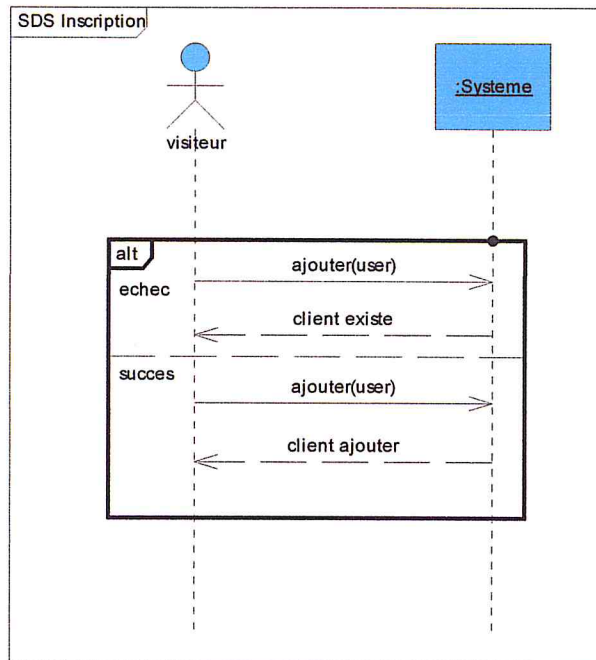 SDS Inscription
:Systeme
visiteur
alt
ajouter(user)
echec
client existe
succes
ajouter(user)
client ajouter